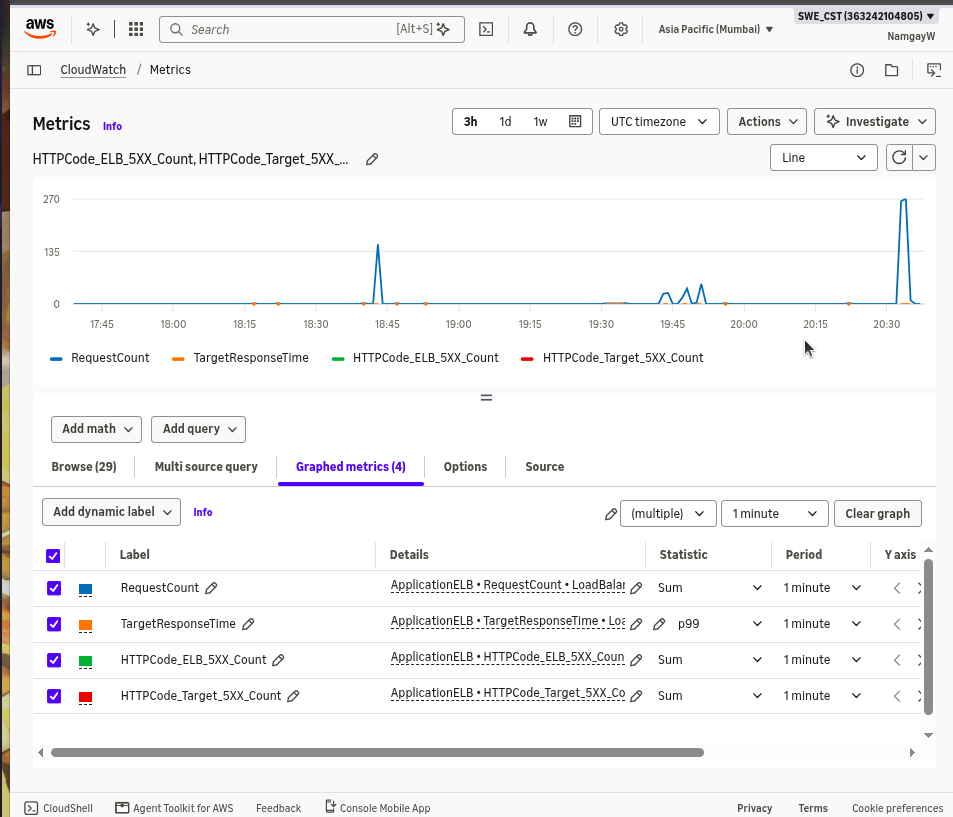 SWE_CST (363242104805)
aws
Search
[Alt+S]
Asia Pacific (Mumbai)
NamgayW
CloudWatch / Metrics
Metrics Info
3h 1d 1w
UTC timezone
Actions
Investigate
HTTPCode_ELB_5XX_Count, HTTPCode_Target_5XX_...
Line
270
135
0
17:45 18:00 18:15 18:30 18:45 19:00 19:15 19:30 19:45 20:00 20:15 20:30
RequestCount TargetResponseTime HTTPCode_ELB_5XX_Count HTTPCode_Target_5XX_Count
Add math Add query
Browse (29) Multi source query Graphed metrics (4) Options Source
Add dynamic label Info (multiple) 1 minute Clear graph
Label Details Statistic Period Y axis
RequestCount ApplicationELB • RequestCount • LoadBalar Sum 1 minute
TargetResponseTime ApplicationELB • TargetResponseTime • Loa p99 1 minute
HTTPCode_ELB_5XX_Count ApplicationELB • HTTPCode_ELB_5XX_Coun Sum 1 minute
HTTPCode_Target_5XX_Count ApplicationELB • HTTPCode_Target_5XX_Co Sum 1 minute
CloudShell Agent Toolkit for AWS Feedback Console Mobile App Privacy Terms Cookie preferences